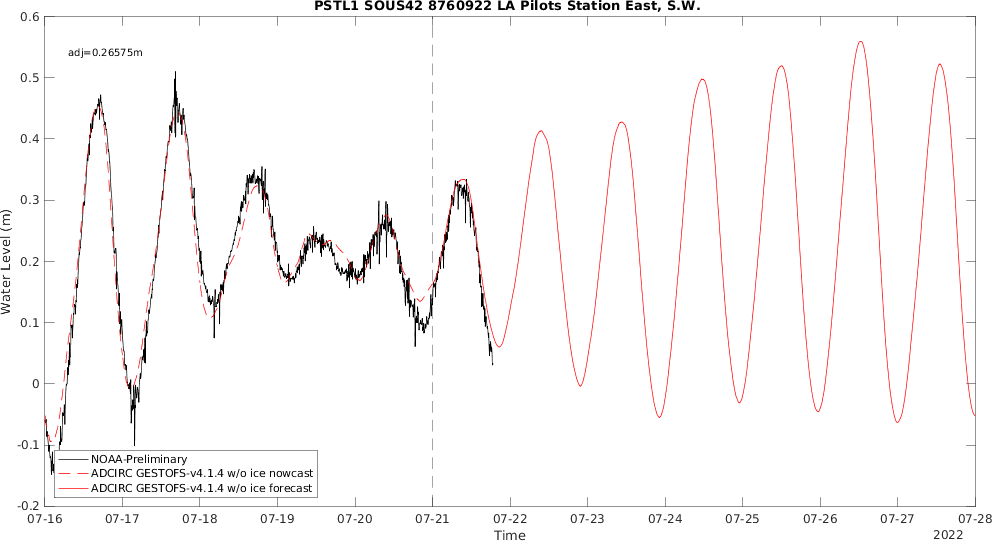 PSTL1 SOUS42 8760922 LA Pilots Station East, S.W.
adj=0.26575m
0.6
0.5
0.4
0.3
0.2
0.1
0
-0.1
-0.2
Water Level (m)
NOAA-Preliminary
ADCIRC GESTOFS-v4.1.4 w/o ice nowcast
ADCIRC GESTOFS-v4.1.4 w/o ice forecast
07-16 07-17 07-18 07-19 07-20 07-21 07-22 07-23 07-24 07-25 07-26 07-27 07-28
Time
2022